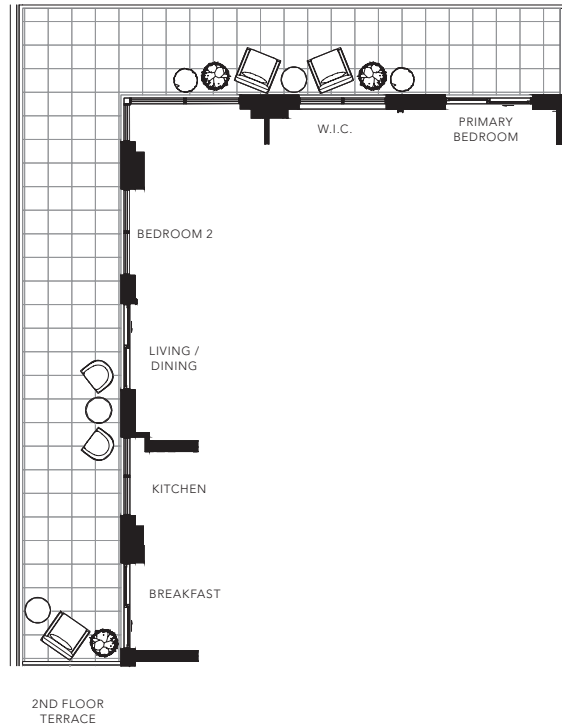 W.I.C.
PRIMARY
BEDROOM
BEDROOM 2
LIVING /
DINING
KITCHEN
BREAKFAST
2ND FLOOR
TERRACE